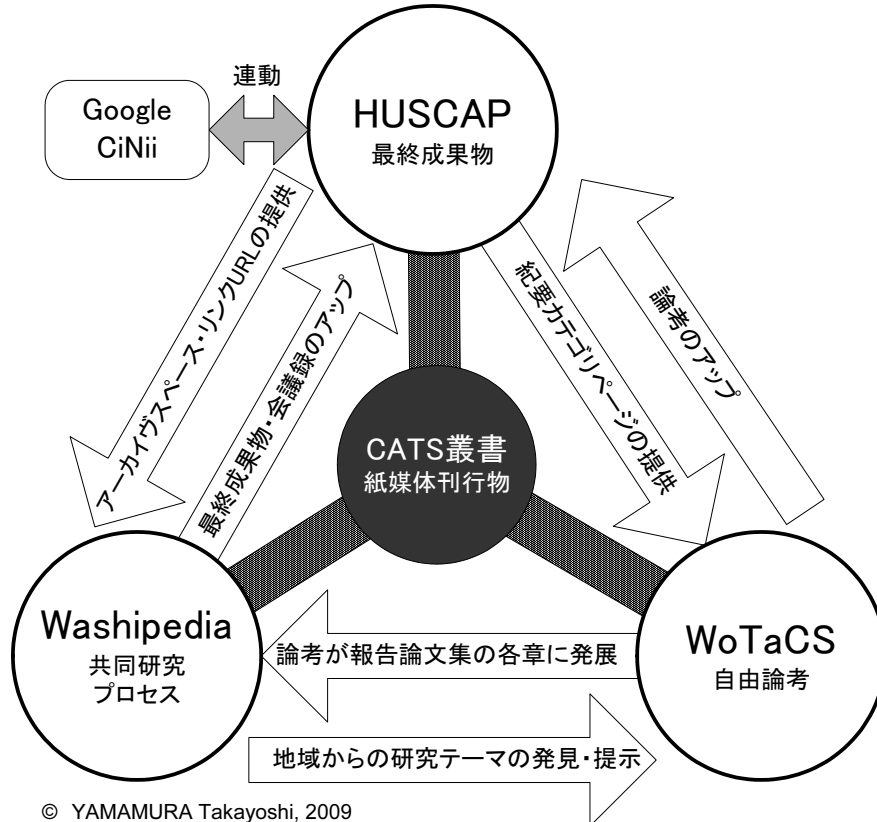 連動
Google
CiNii
HUSCAP
最終成果物
アーカイヴスペース・リンクURLの提供
最終成果物・会議録のアップ
紀要カテゴリページの提供
論考のアップ
CATS叢書
紙媒体刊行物
Washipedia
共同研究
プロセス
論考が報告論文集の各章に発展
WoTaCS
自由論考
地域からの研究テーマの発見・提示
© YAMAMURA Takayoshi, 2009